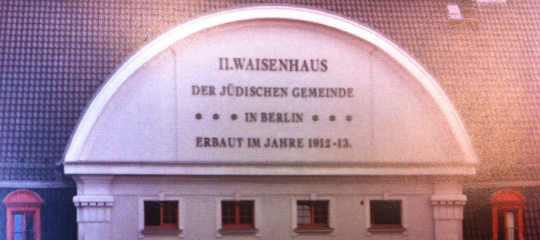 II.WAISENHAUS
DER JÜDISCHEN GEMEINDE
* * * IN BERLIN * * *
ERBAUT IM JAHRE 1912-13.